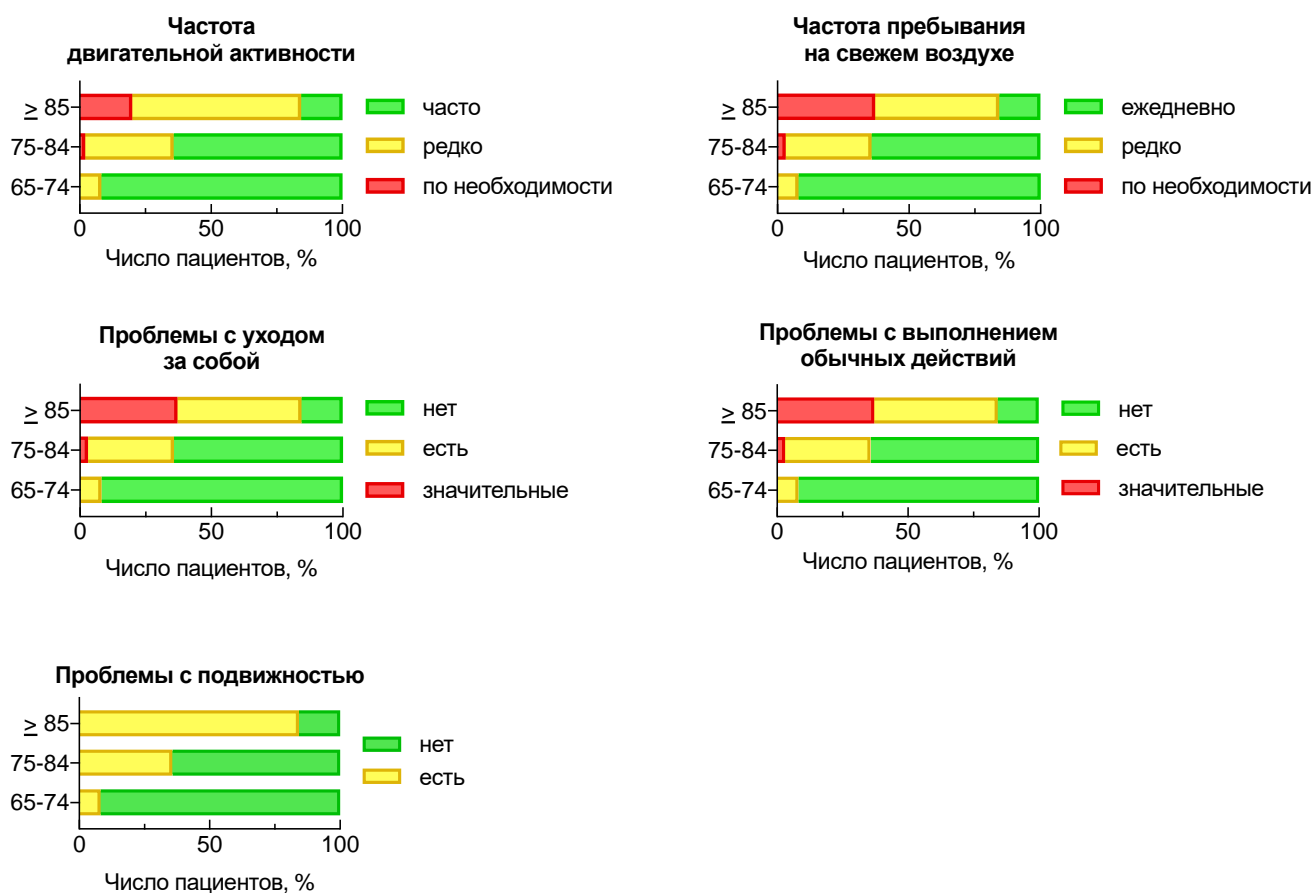 Частота
двигательной активности
≥ 85
75-84
65-74
0 50 100
Число пациентов, %
часто
редко
по необходимости
Частота пребывания
на свежем воздухе
≥ 85
75-84
65-74
0 50 100
Число пациентов, %
ежедневно
редко
по необходимости
Проблемы с уходом
за собой
≥ 85
75-84
65-74
0 50 100
Число пациентов, %
нет
есть
значительные
Проблемы с выполнением
обычных действий
≥ 85
75-84
65-74
0 50 100
Число пациентов, %
нет
есть
значительные
Проблемы с подвижностью
≥ 85
75-84
65-74
0 50 100
Число пациентов, %
нет
есть